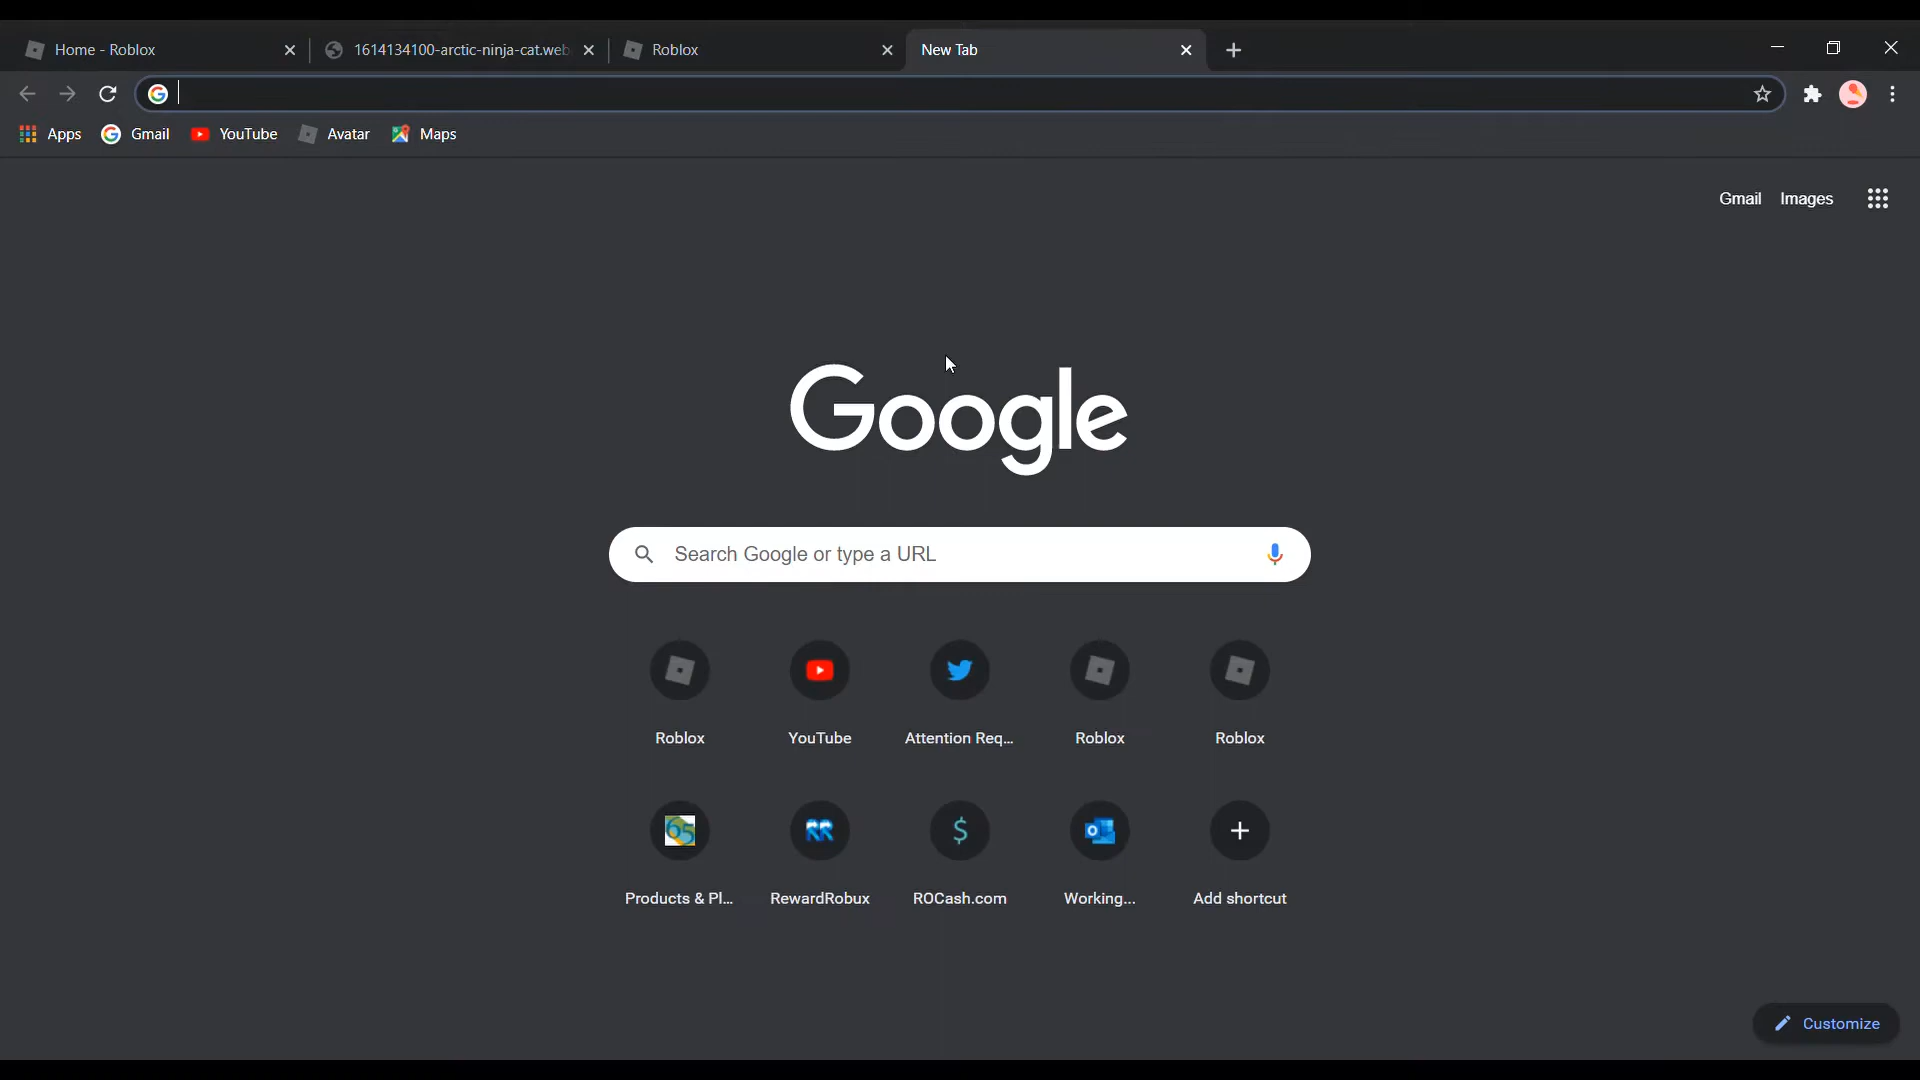 Home - Roblox
1614134100-arctic-ninja-cat.web
Roblox
New Tab
Apps
Gmail
YouTube
Avatar
Maps
Gmail
Images
Google
Search Google or type a URL
Roblox
YouTube
Attention Req...
Roblox
Roblox
Products & Pl...
RewardRobux
ROCash.com
Working...
Add shortcut
Customize